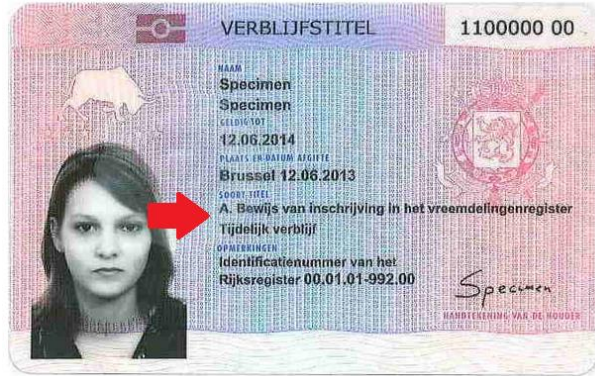 VERBLIJFSTITEL
1100000 00
NAAM
Specimen
Specimen
GELDIG TOT
12.06.2014
PLAATS EN DATUM AFGIFTE
Brussel 12.06.2013
SOORT TITEL
A. Bewijs van inschrijving in het vreemdelingenregister
Tijdelijk verblijf
OPMERKINGEN
Identificatienummer van het
Rijksregister 00.01.01-992.00
Specimen
HANDTEKENING VAN DE HOUDER